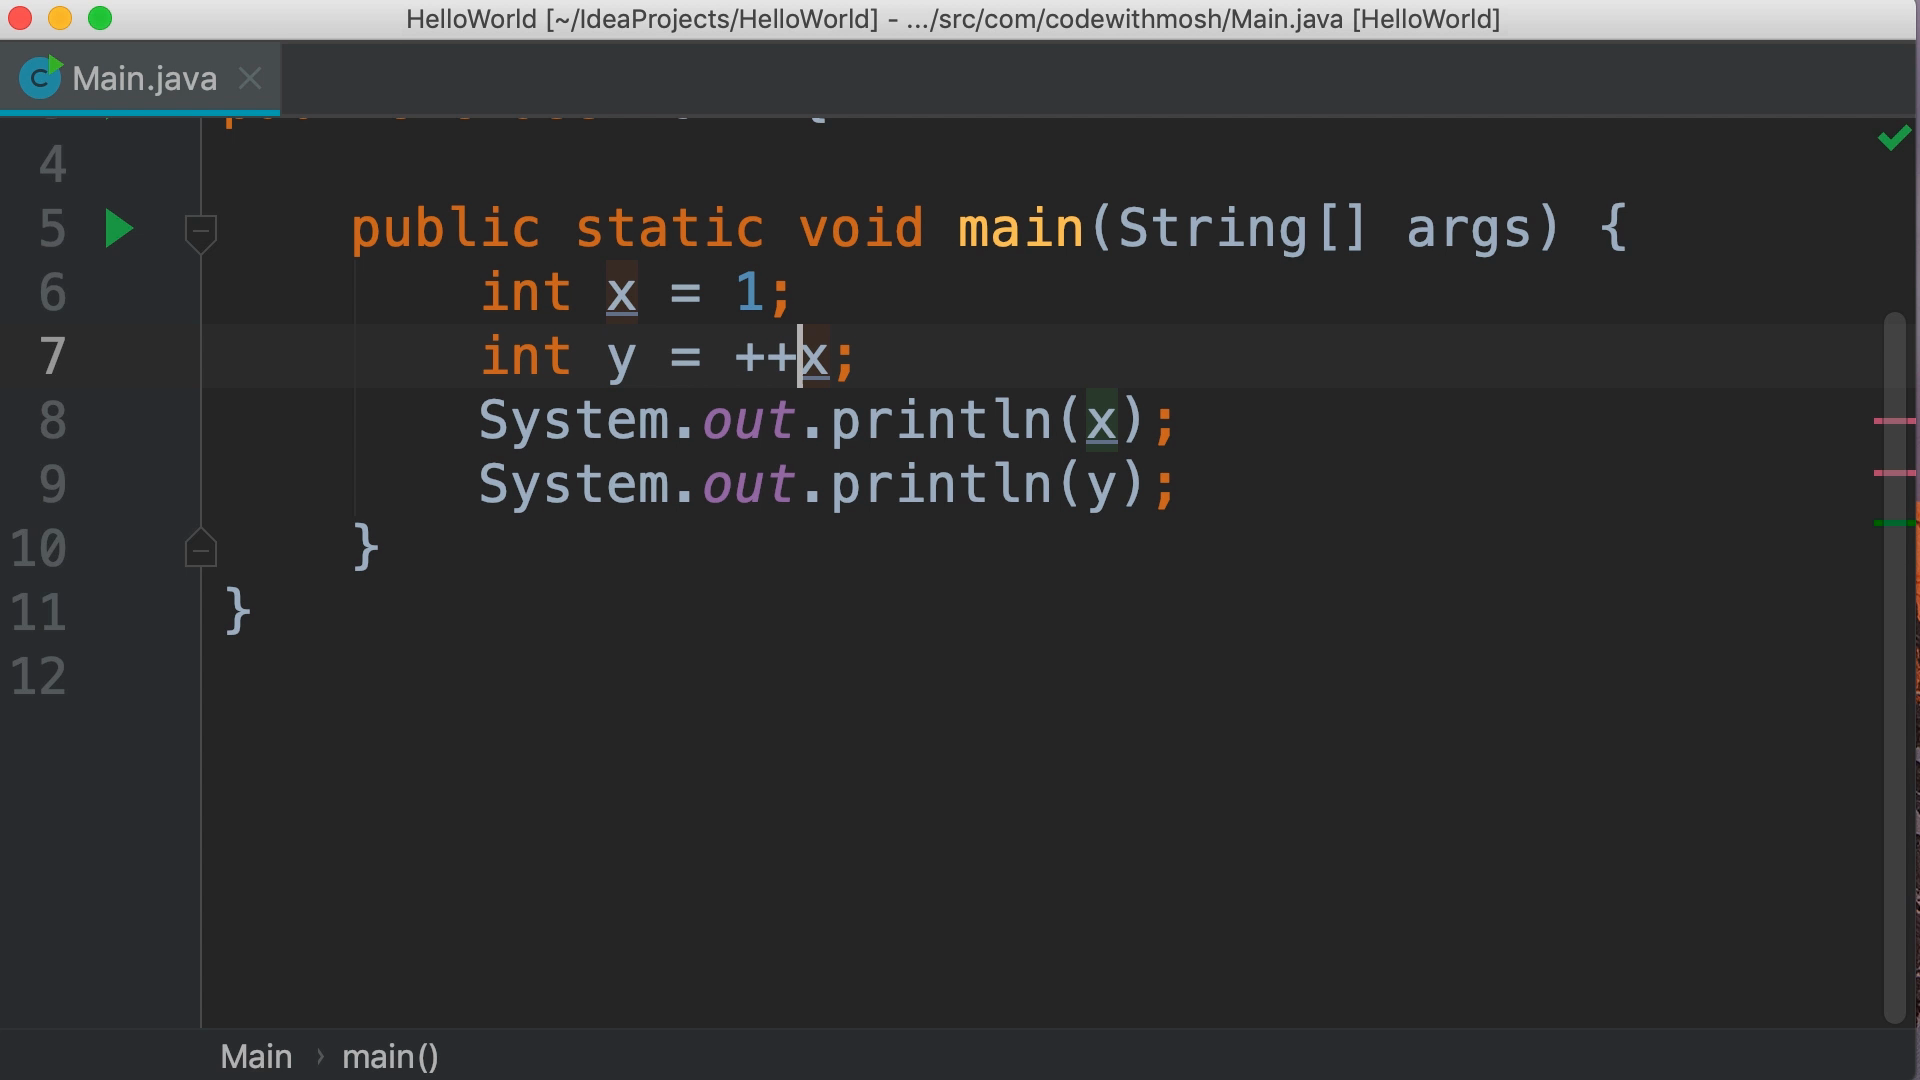 HelloWorld [~/IdeaProjects/HelloWorld] - .../src/com/codewithmosh/Main.java [HelloWorld]
C Main.java
4
5 public static void main(String[] args) {
6 int x = 1;
7 int y = ++x;
8 System.out.println(x);
9 System.out.println(y);
10 }
11 }
12
Main › main()